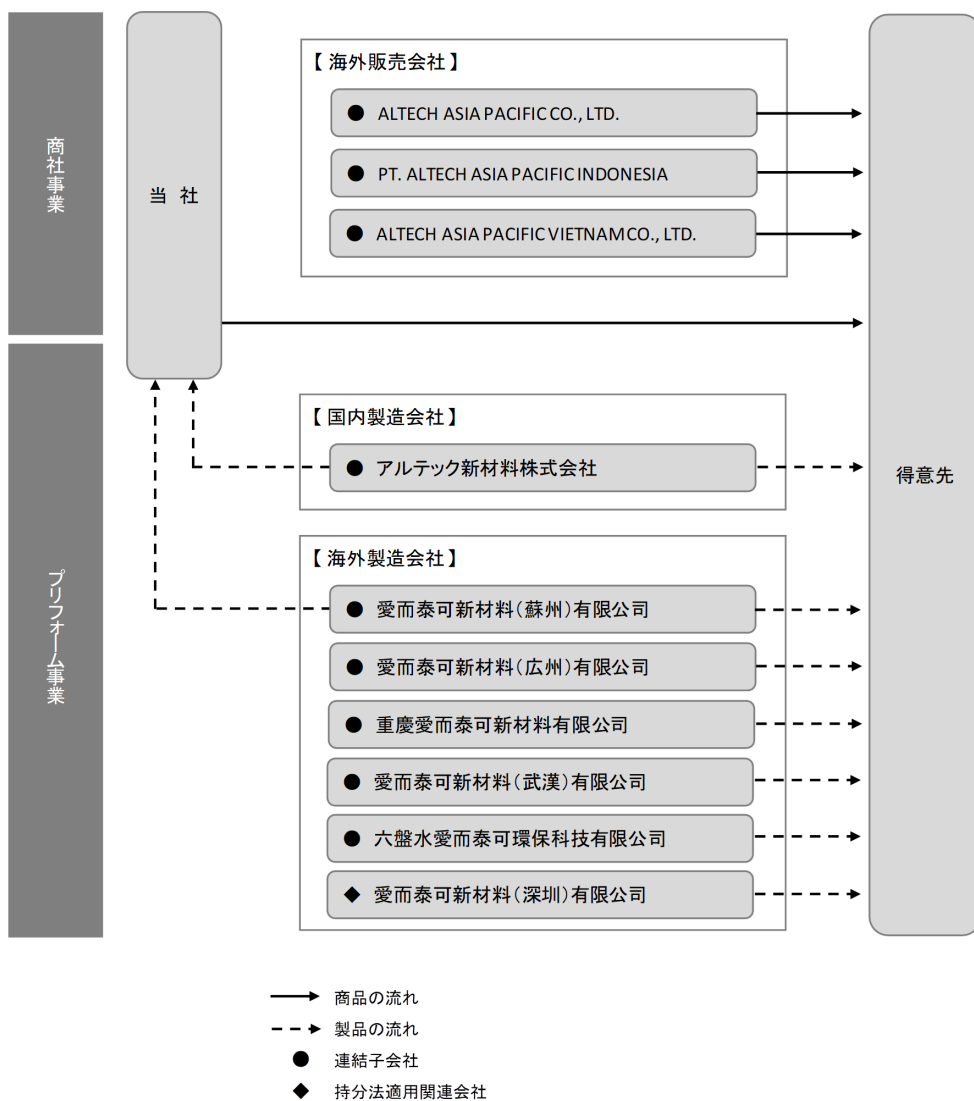 商社事業
当 社
【 海外販売会社 】
● ALTECH ASIA PACIFIC CO., LTD.
● PT. ALTECH ASIA PACIFIC INDONESIA
● ALTECH ASIA PACIFIC VIETNAM CO., LTD.
得意先
プリフォーム事業
【 国内製造会社 】
● アルテック新材料株式会社
【 海外製造会社 】
● 愛而泰可新材料（蘇州）有限公司
● 愛而泰可新材料（広州）有限公司
● 重慶愛而泰可新材料有限公司
● 愛而泰可新材料（武漢）有限公司
● 六盤水愛而泰可環保科技有限公司
◆ 愛而泰可新材料（深圳）有限公司
商品の流れ
製品の流れ
● 連結子会社
◆ 持分法適用関連会社